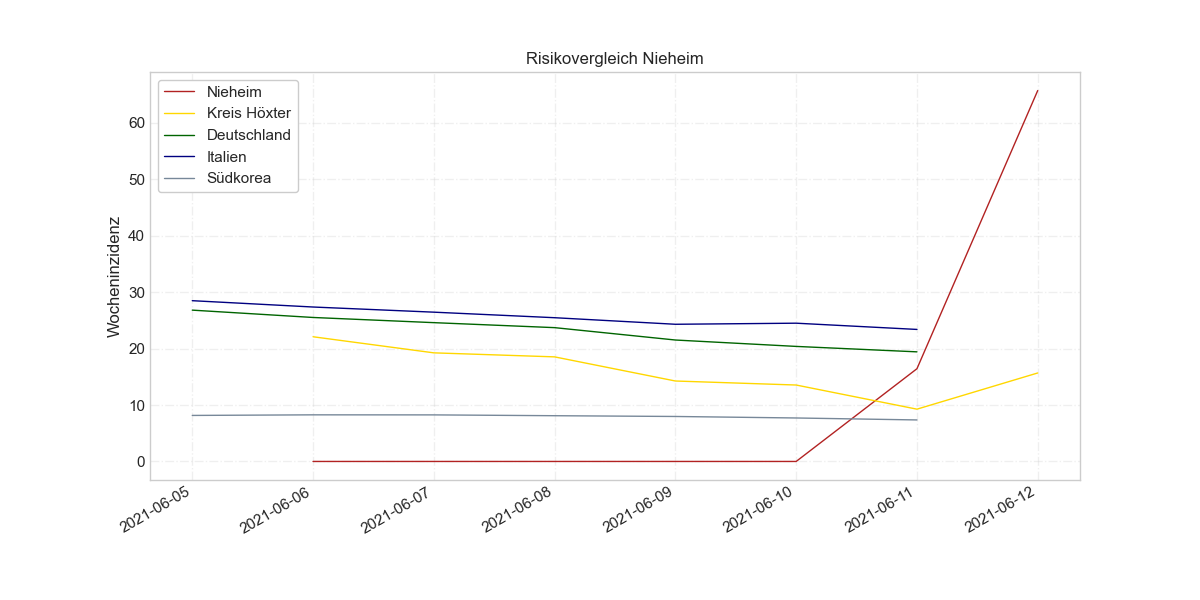 Risikovergleich Nieheim
Nieheim
Kreis Höxter
Deutschland
Italien
Südkorea
Wocheninzidenz
60
50
40
30
20
10
0
2021-06-05
2021-06-06
2021-06-07
2021-06-08
2021-06-09
2021-06-10
2021-06-11
2021-06-12